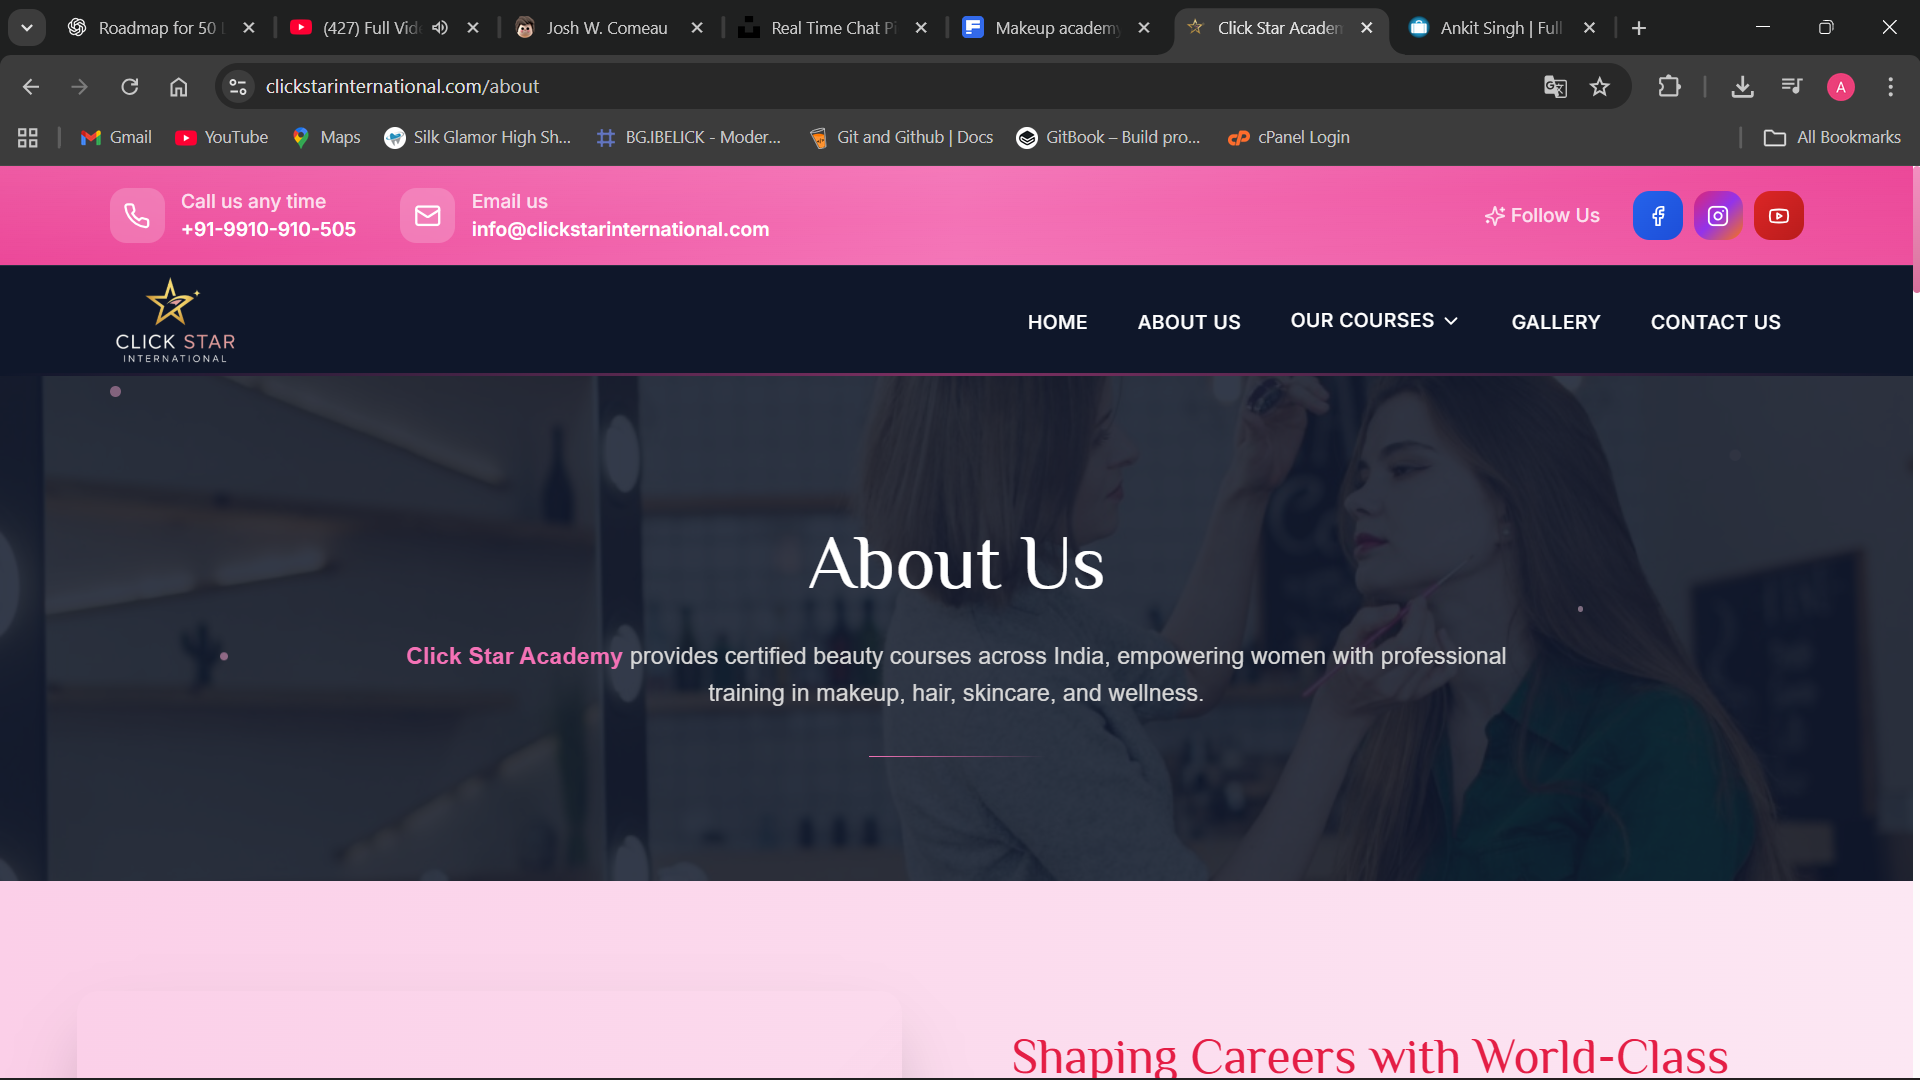 Roadmap for 50
(427) Full Vid
Josh W. Comeau
Real Time Chat Pi
Makeup academy
Click Star Academ
Ankit Singh | Full
clickstarinternational.com/about
A
Gmail
YouTube
Maps
Silk Glamor High Sh...
BG.IBELICK - Moder...
Git and Github | Docs
GitBook – Build pro...
cPanel Login
All Bookmarks
Call us any time
+91-9910-910-505
Email us
info@clickstarinternational.com
Follow Us
CLICK STAR
INTERNATIONAL
HOME
ABOUT US
OUR COURSES
GALLERY
CONTACT US
About Us
Click Star Academy provides certified beauty courses across India, empowering women with professional
training in makeup, hair, skincare, and wellness.
Shaping Careers with World-Class